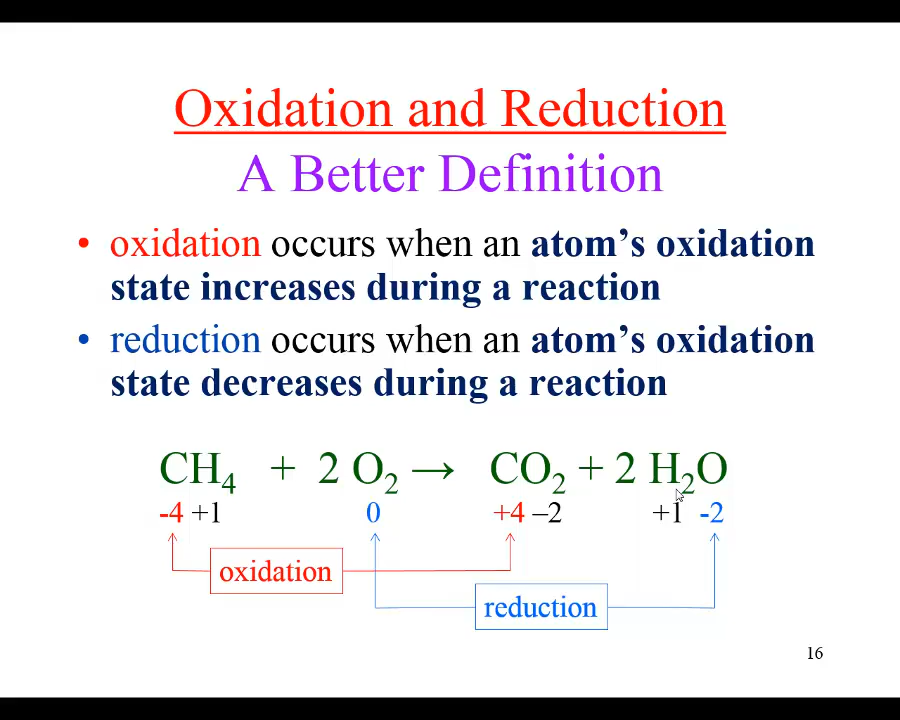 Oxidation and Reduction
A Better Definition
• oxidation occurs when an atom’s oxidation
state increases during a reaction
• reduction occurs when an atom’s oxidation
state decreases during a reaction
CH₄ + 2 O₂ → CO₂ + 2 H₂O
-4 +1 0 +4 –2 +1 -2
oxidation
reduction
16